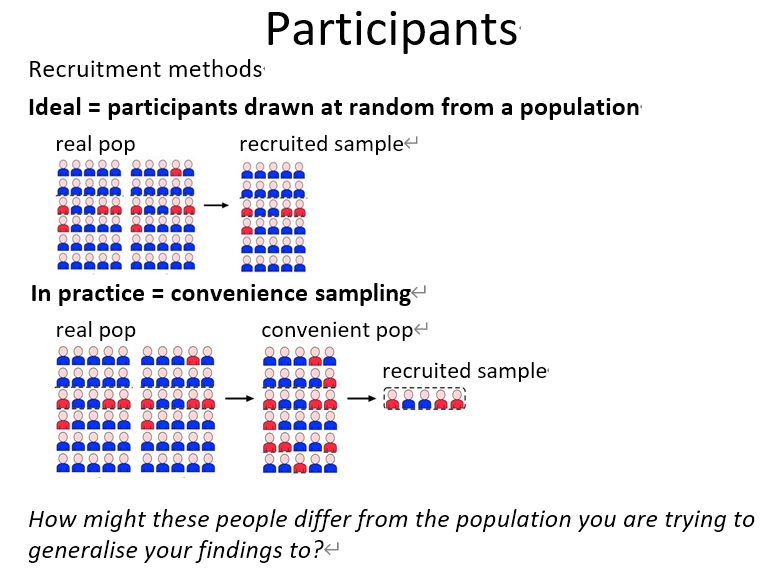 Participants
Recruitment methods
Ideal = participants drawn at random from a population
real pop
recruited sample
In practice = convenience sampling
real pop
convenient pop
recruited sample
How might these people differ from the population you are trying to
generalise your findings to?